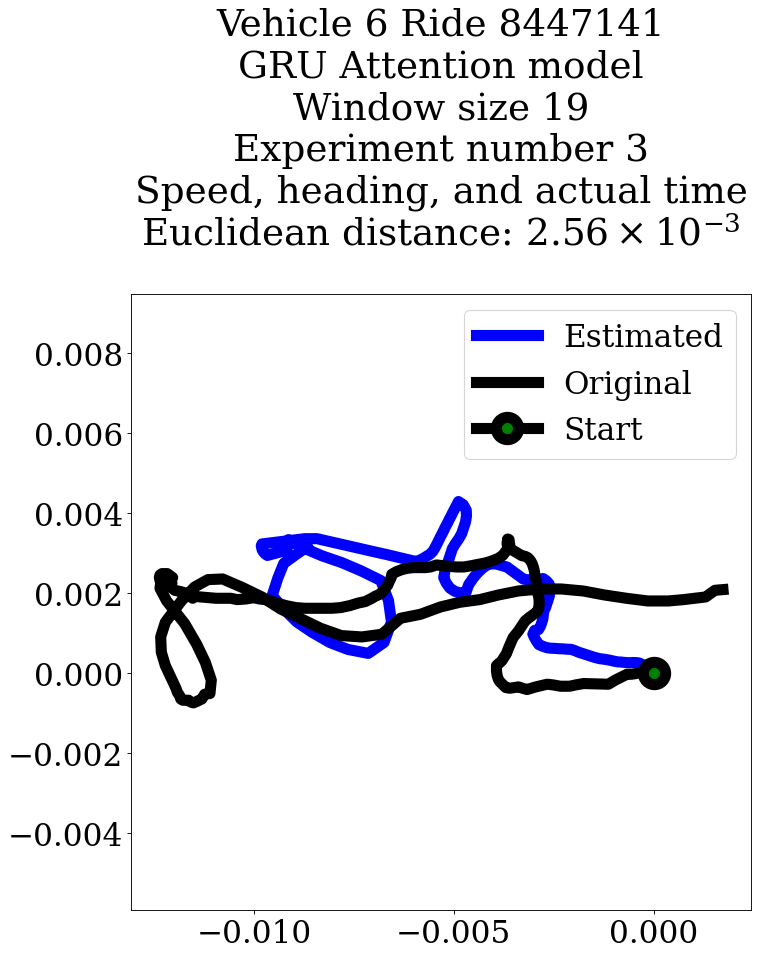 Vehicle 6 Ride 8447141
GRU Attention model
Window size 19
Experiment number 3
Speed, heading, and actual time
Euclidean distance: 2.56 × 10⁻³
Estimated
Original
Start
0.008
0.006
0.004
0.002
0.000
−0.002
−0.004
−0.010
−0.005
0.000